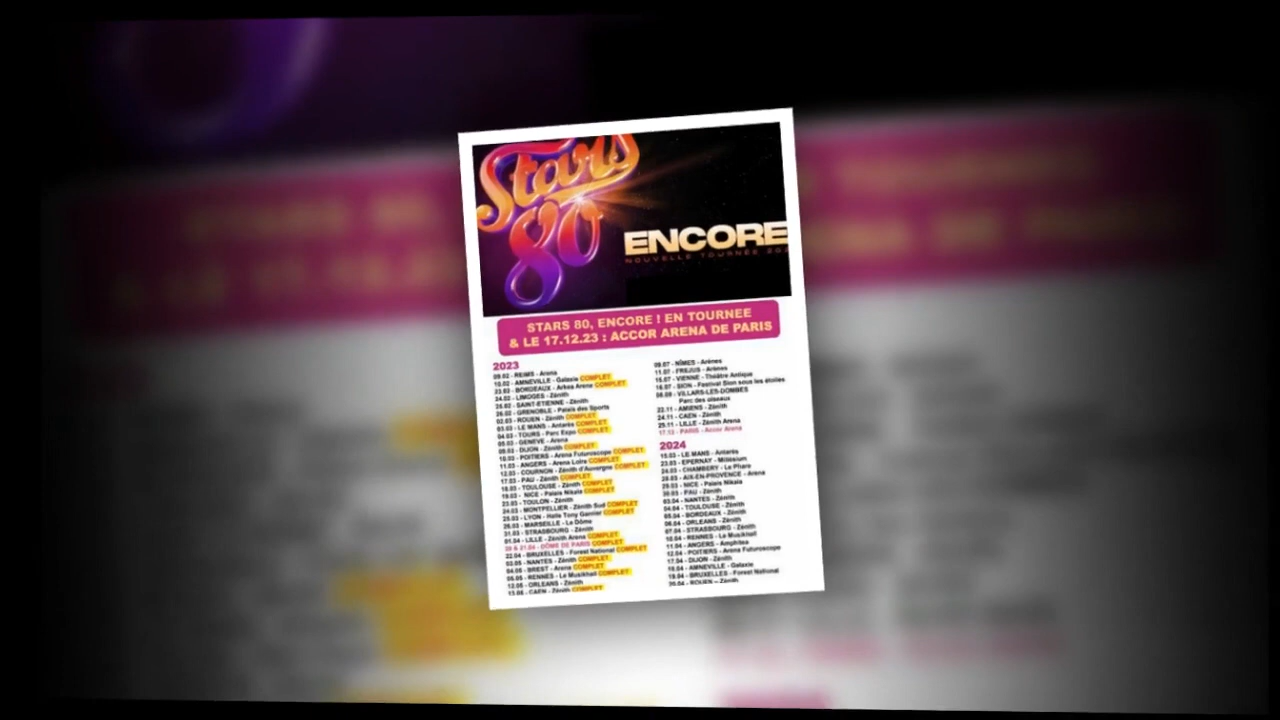 Stars
80
ENCORE
NOUVELLE TOURNÉE
STARS 80, ENCORE ! EN TOURNEE
& LE 17.12.23 : ACCOR ARENA DE PARIS
2023
09.02 - REIMS - Arena
10.02 - AMNEVILLE - Galaxie COMPLET
23.02 - BORDEAUX - Arkea Arena COMPLET
24.02 - LIMOGES - Zénith
25.02 - SAINT-ETIENNE - Zénith
26.02 - GRENOBLE - Palais des Sports
02.03 - ROUEN - Zénith COMPLET
03.03 - LE MANS - Antarès COMPLET
04.03 - TOURS - Parc Expo COMPLET
05.03 - GENEVE - Arena
09.03 - DIJON - Zénith COMPLET
10.03 - POITIERS - Arena Futuroscope COMPLET
11.03 - ANGERS - Arena Loire COMPLET
12.03 - COURNON - Zénith d'Auvergne COMPLET
17.03 - PAU - Zénith COMPLET
18.03 - TOULOUSE - Zénith COMPLET
19.03 - NICE - Palais Nikaïa COMPLET
23.03 - TOULON - Zénith
24.03 - MONTPELLIER - Zénith Sud COMPLET
25.03 - LYON - Halle Tony Garnier COMPLET
26.03 - MARSEILLE - Le Dôme
31.03 - STRASBOURG - Zénith
01.04 - LILLE - Zénith Arena COMPLET
20 & 21.04 - DÔME DE PARIS COMPLET
22.04 - BRUXELLES - Forest National COMPLET
03.05 - NANTES - Zénith COMPLET
04.05 - BREST - Arena COMPLET
05.05 - RENNES - Le Musikhall COMPLET
12.05 - ORLEANS - Zénith
13.05 - CAEN - Zénith COMPLET
09.07 - NÎMES - Arènes
11.07 - FREJUS - Arènes
15.07 - VIENNE - Théâtre Antique
16.07 - SION - Festival Sion sous les étoiles
08.09 - VILLARS-LES-DOMBES
Parc des oiseaux
22.11 - AMIENS - Zénith
24.11 - CAEN - Zénith
25.11 - LILLE - Zénith Arena
17.12 - PARIS - Accor Arena
2024
15.03 - LE MANS - Antarès
23.03 - EPERNAY - Millésium
24.03 - CHAMBERY - Le Phare
28.03 - AIX-EN-PROVENCE - Arena
29.03 - NICE - Palais Nikaïa
30.03 - PAU - Zénith
03.04 - NANTES - Zénith
04.04 - TOULOUSE - Zénith
05.04 - BORDEAUX - Zénith
06.04 - ORLEANS - Zénith
07.04 - STRASBOURG - Zénith
10.04 - RENNES - Le Musikhall
11.04 - ANGERS - Amphitea
12.04 - POITIERS - Arena Futuroscope
17.04 - DIJON - Zénith
18.04 - AMNEVILLE - Galaxie
19.04 - BRUXELLES - Forest National
20.04 - ROUEN - Zénith